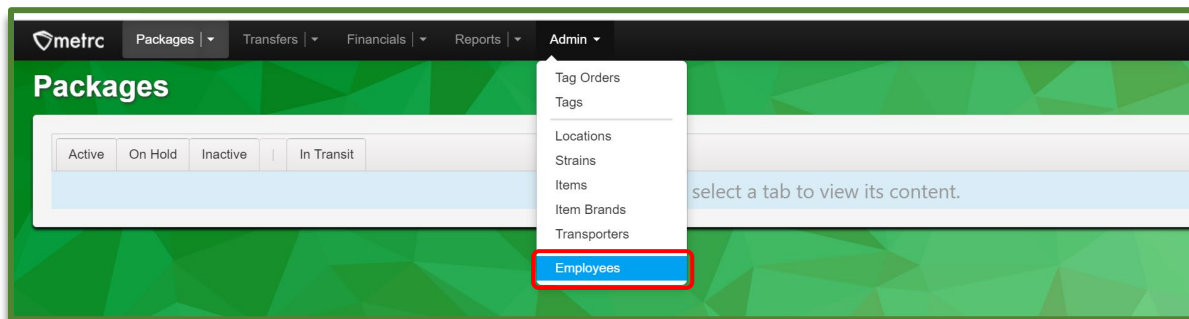 metrc Packages | Transfers | Financials | Reports | Admin
Packages
Tag Orders
Tags
Locations
Strains
Items
Item Brands
Transporters
Employees
Active On Hold Inactive | In Transit
select a tab to view its content.